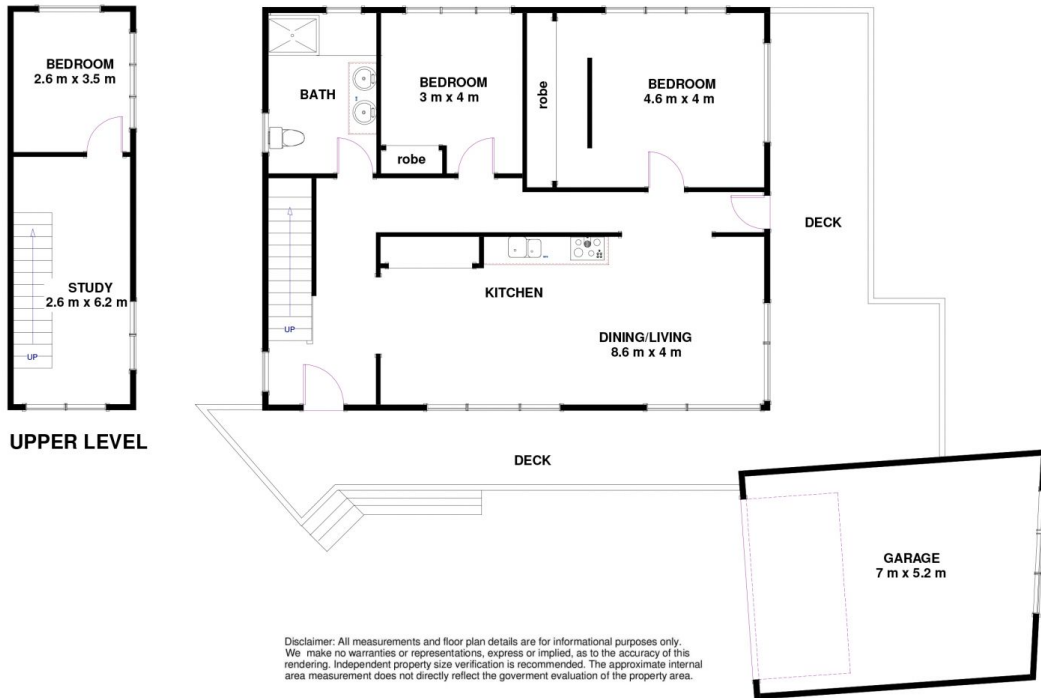 BEDROOM
2.6 m x 3.5 m
STUDY
2.6 m x 6.2 m
UP
UPPER LEVEL
BATH
BEDROOM
3 m x 4 m
robe
robe
BEDROOM
4.6 m x 4 m
DECK
KITCHEN
UP
DINING/LIVING
8.6 m x 4 m
DECK
GARAGE
7 m x 5.2 m
Disclaimer: All measurements and floor plan details are for informational purposes only.
We make no warranties or representations, express or implied, as to the accuracy of this
rendering. Independent property size verification is recommended. The approximate internal
area measurement does not directly reflect the goverment evaluation of the property area.